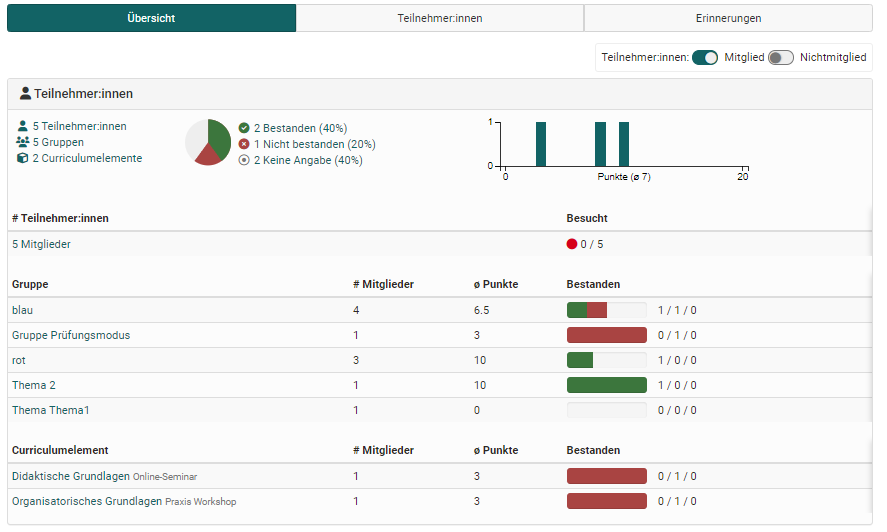 Übersicht Teilnehmer:innen Erinnerungen
Teilnehmer:innen: Mitglied Nichtmitglied
Teilnehmer:innen
5 Teilnehmer:innen
5 Gruppen
2 Curriculumelemente
2 Bestanden (40%)
1 Nicht bestanden (20%)
2 Keine Angabe (40%)
1
0
0 Punkte (ø 7) 20
# Teilnehmer:innen Besucht
5 Mitglieder 0 / 5
Gruppe # Mitglieder ø Punkte Bestanden
blau 4 6.5 1 / 1 / 0
Gruppe Prüfungsmodus 1 3 0 / 1 / 0
rot 3 10 1 / 0 / 0
Thema 2 1 10 1 / 0 / 0
Thema Thema1 1 0 0 / 0 / 0
Curriculumelement # Mitglieder ø Punkte Bestanden
Didaktische Grundlagen Online-Seminar 1 3 0 / 1 / 0
Organisatorisches Grundlagen Praxis Workshop 1 3 0 / 1 / 0